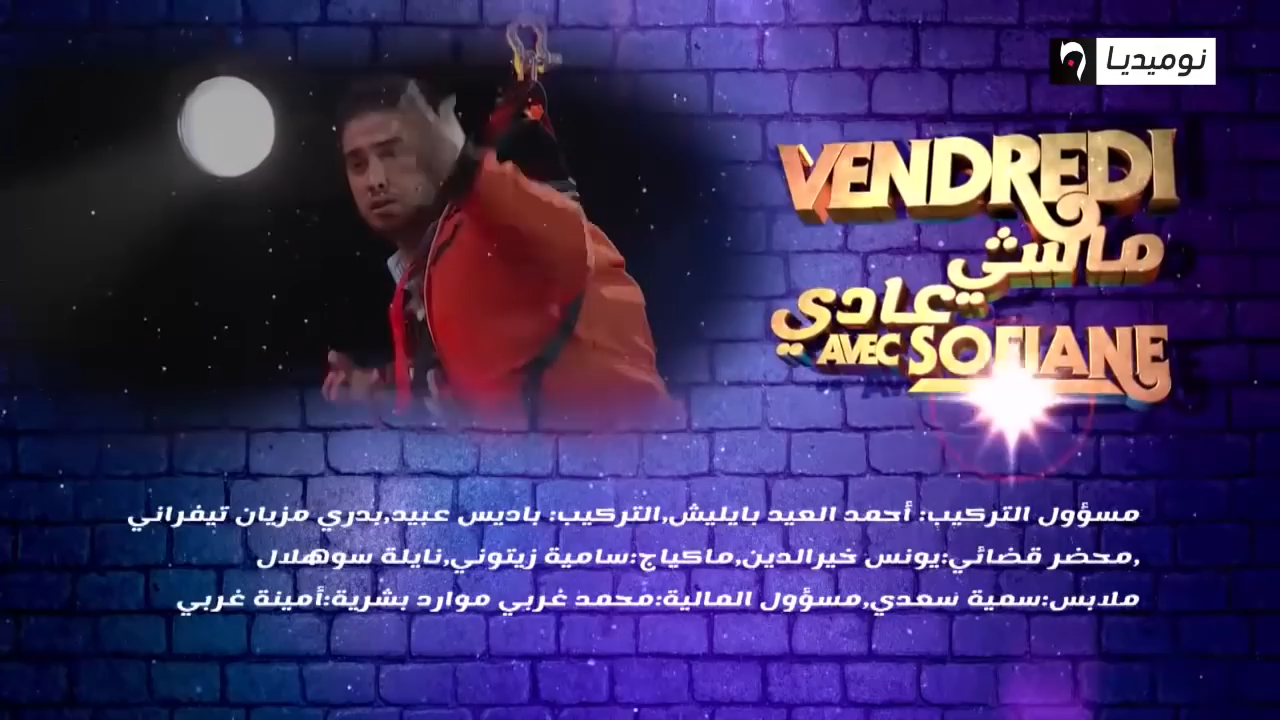 نوميديا
VENDREDI
ماشي
عادي
AVEC SOFIANE
مسؤول التركيب: أحمد العيد بايليش,التركيب: باديس عبيد,بدري مزيان تيفراني
,محضر قضائي:يونس خيرالدين,ماكياج:سامية زيتوني,نايلة سوهلال
ملابس:سمية سعدي,مسؤول المالية:محمد غربي موارد بشرية:أمينة غربي